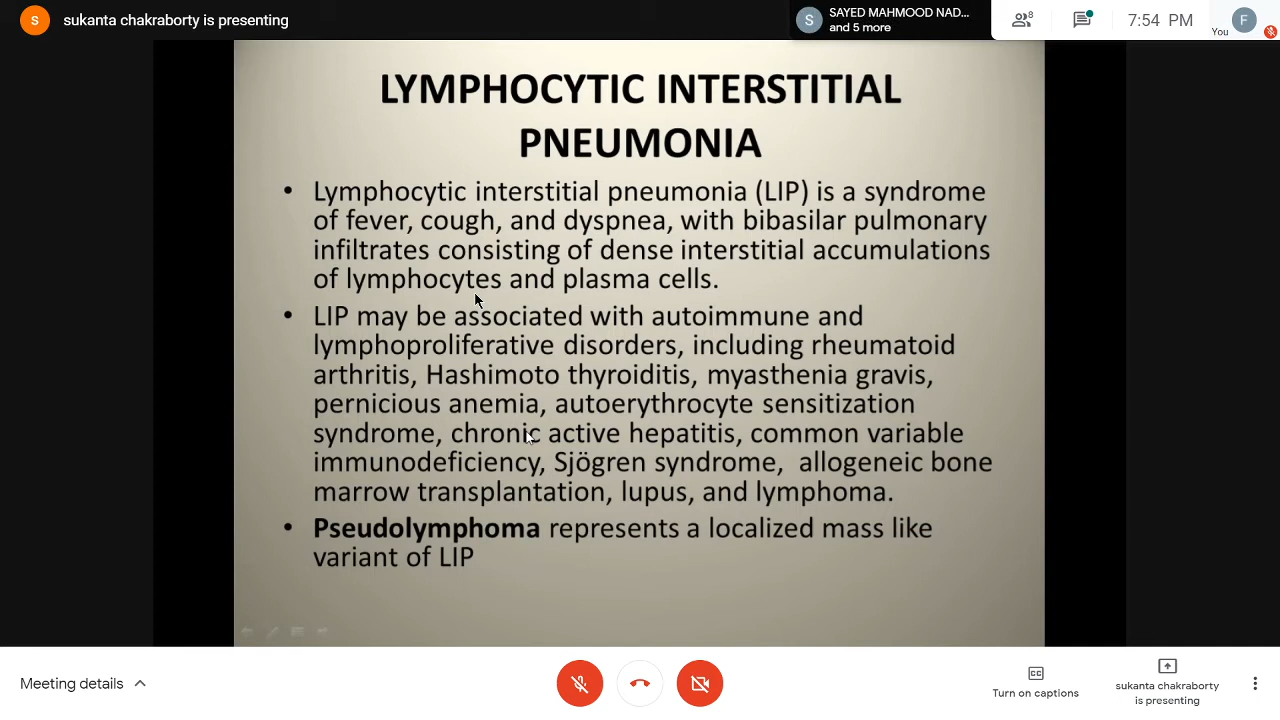 S sukanta chakraborty is presenting
S SAYED MAHMOOD NAD...
and 5 more
8
7:54 PM
You F
LYMPHOCYTIC INTERSTITIAL
PNEUMONIA
• Lymphocytic interstitial pneumonia (LIP) is a syndrome
of fever, cough, and dyspnea, with bibasilar pulmonary
infiltrates consisting of dense interstitial accumulations
of lymphocytes and plasma cells.
• LIP may be associated with autoimmune and
lymphoproliferative disorders, including rheumatoid
arthritis, Hashimoto thyroiditis, myasthenia gravis,
pernicious anemia, autoerythrocyte sensitization
syndrome, chronic active hepatitis, common variable
immunodeficiency, Sjögren syndrome, allogeneic bone
marrow transplantation, lupus, and lymphoma.
• Pseudolymphoma represents a localized mass like
variant of LIP
Meeting details
CC
Turn on captions
sukanta chakraborty
is presenting